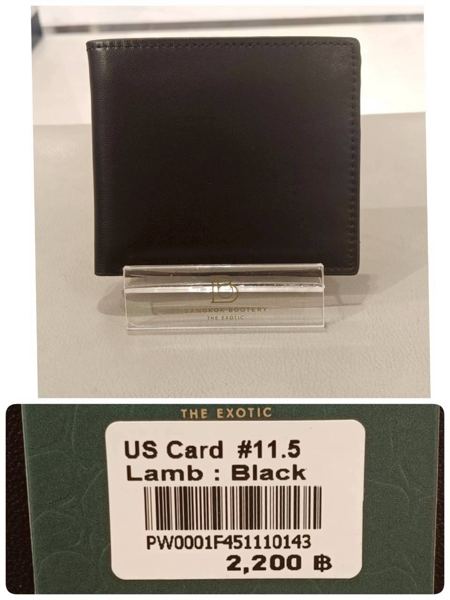 BANGKOK BOOTERY
THE EXOTIC
THE EXOTIC
US Card #11.5
Lamb : Black
PW0001F451110143
2,200 ฿